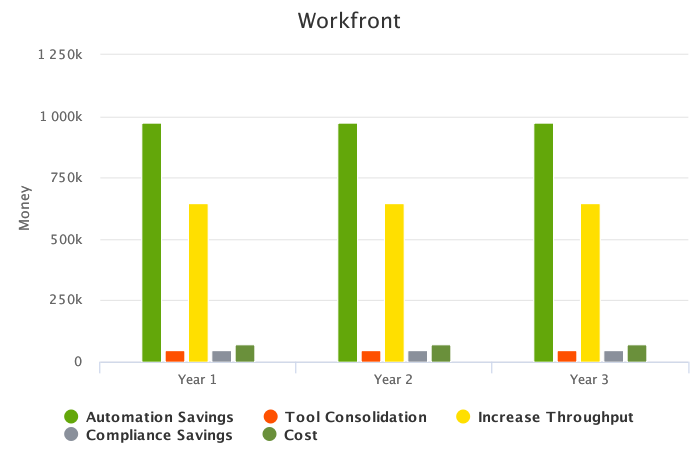 Workfront
1 250k
1 000k
750k
500k
250k
0
Money
Year 1 Year 2 Year 3
Automation Savings Tool Consolidation Increase Throughput
Compliance Savings Cost